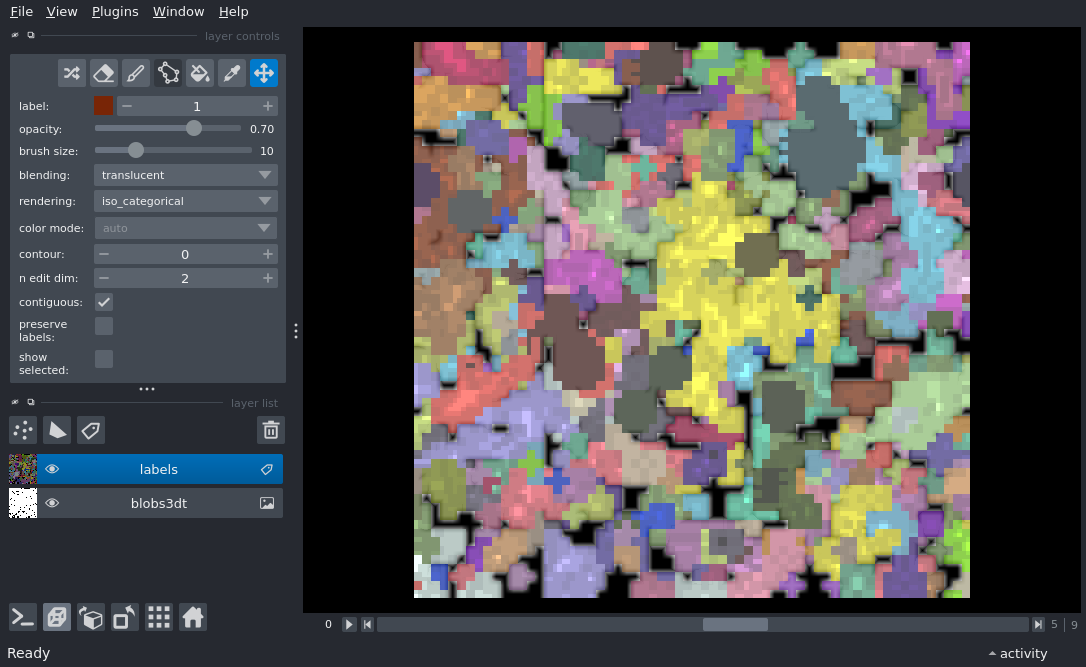 File View Plugins Window Help
layer controls
label: 1
opacity: 0.70
brush size: 10
blending: translucent
rendering: iso_categorical
color mode: auto
contour: 0
n edit dim: 2
contiguous:
preserve
labels:
show
selected:
layer list
labels
blobs3dt
0 5 9
Ready
activity